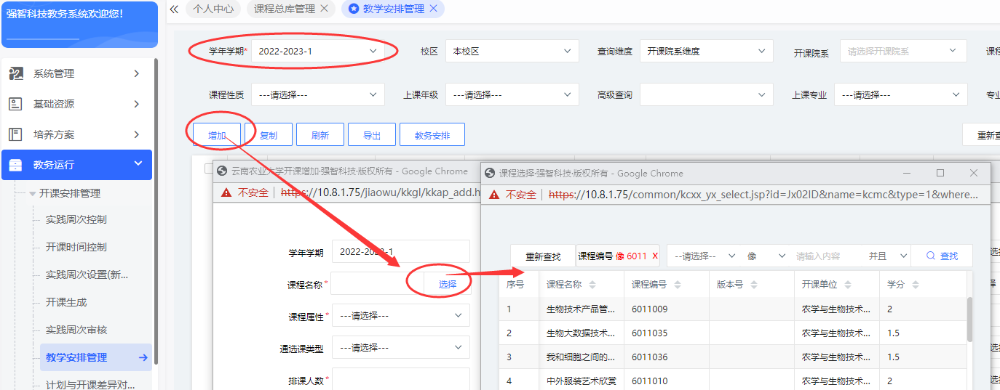 强智科技教务系统欢迎您！
个人中心 课程总库管理 教学安排管理
学年学期* 2022-2023-1 校区 本校区 查询维度 开课院系维度 开课院系 请选择开课院系 课程
系统管理
课程性质 ---请选择--- 上课年级 ---请选择--- 高级查询 上课专业 ---请选择--- 专业
基础资源
培养方案
增加 复制 刷新 导出 教务安排 重新查
教务运行
开课安排管理
实践周次控制
开课时间控制
实践周次设置(新...
开课生成
实践周次审核
教学安排管理
计划与开课差异对...
云南农业大学开课增加·强智科技·版权所有 - Google Chrome
不安全 https://10.8.1.75/jiaowu/kkgl/kkap_add.h
学年学期 2022-2023-1
课程名称* 选择
课程属性* ---请选择---
通选课类型 ---请选择---
排课人数*
课程选择·强智科技·版权所有 - Google Chrome
不安全 https://10.8.1.75/common/kcxx_yx_select.jsp?id=Jx02ID&name=kcmc&type=1&where...
重新查找 课程编号 像 6011 X --请选择-- 像 请输入内容 并且 查找
序号 课程名称 课程编号 版本号 开课单位 学分
1 生物技术产品管... 6011009 农学与生物技术... 2
2 生物大数据技术... 6011035 农学与生物技术... 1.5
3 我和细胞之间的... 6011036 农学与生物技术... 1.5
4 中外服装艺术欣赏 6011010 农学与生物技术... 2